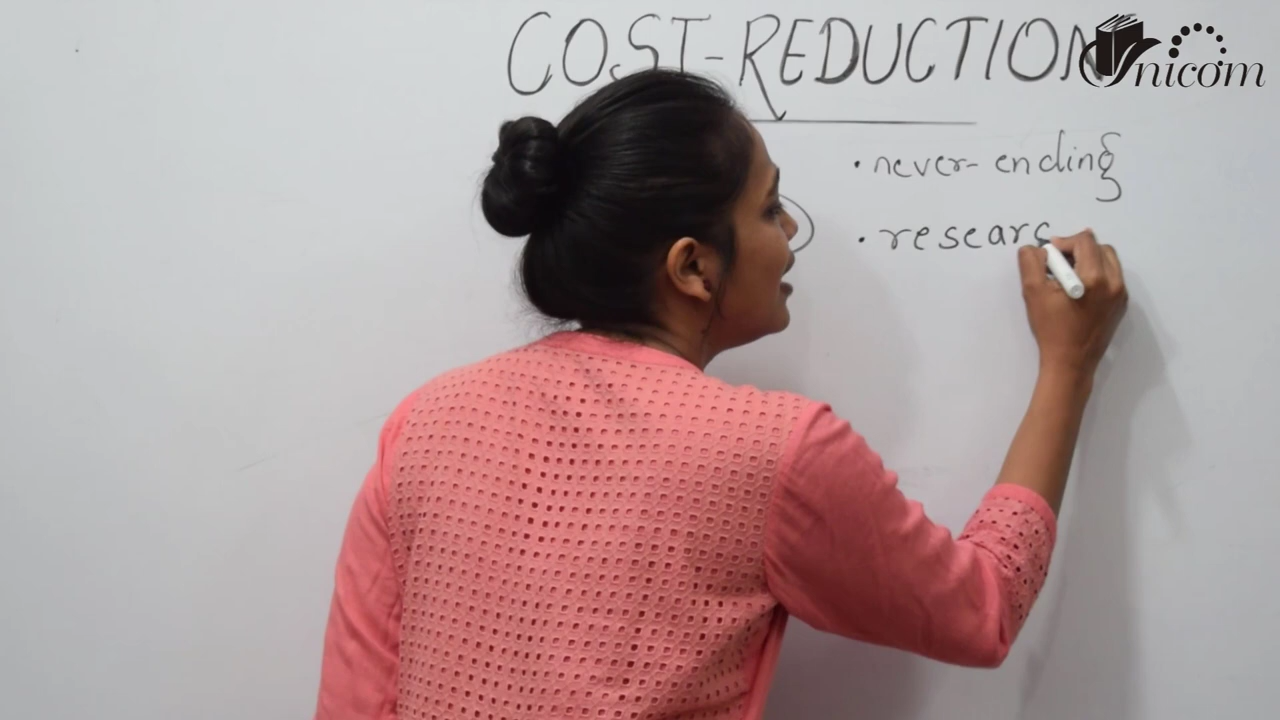 COST-REDUCTION
Unicom
• never-ending
• researc